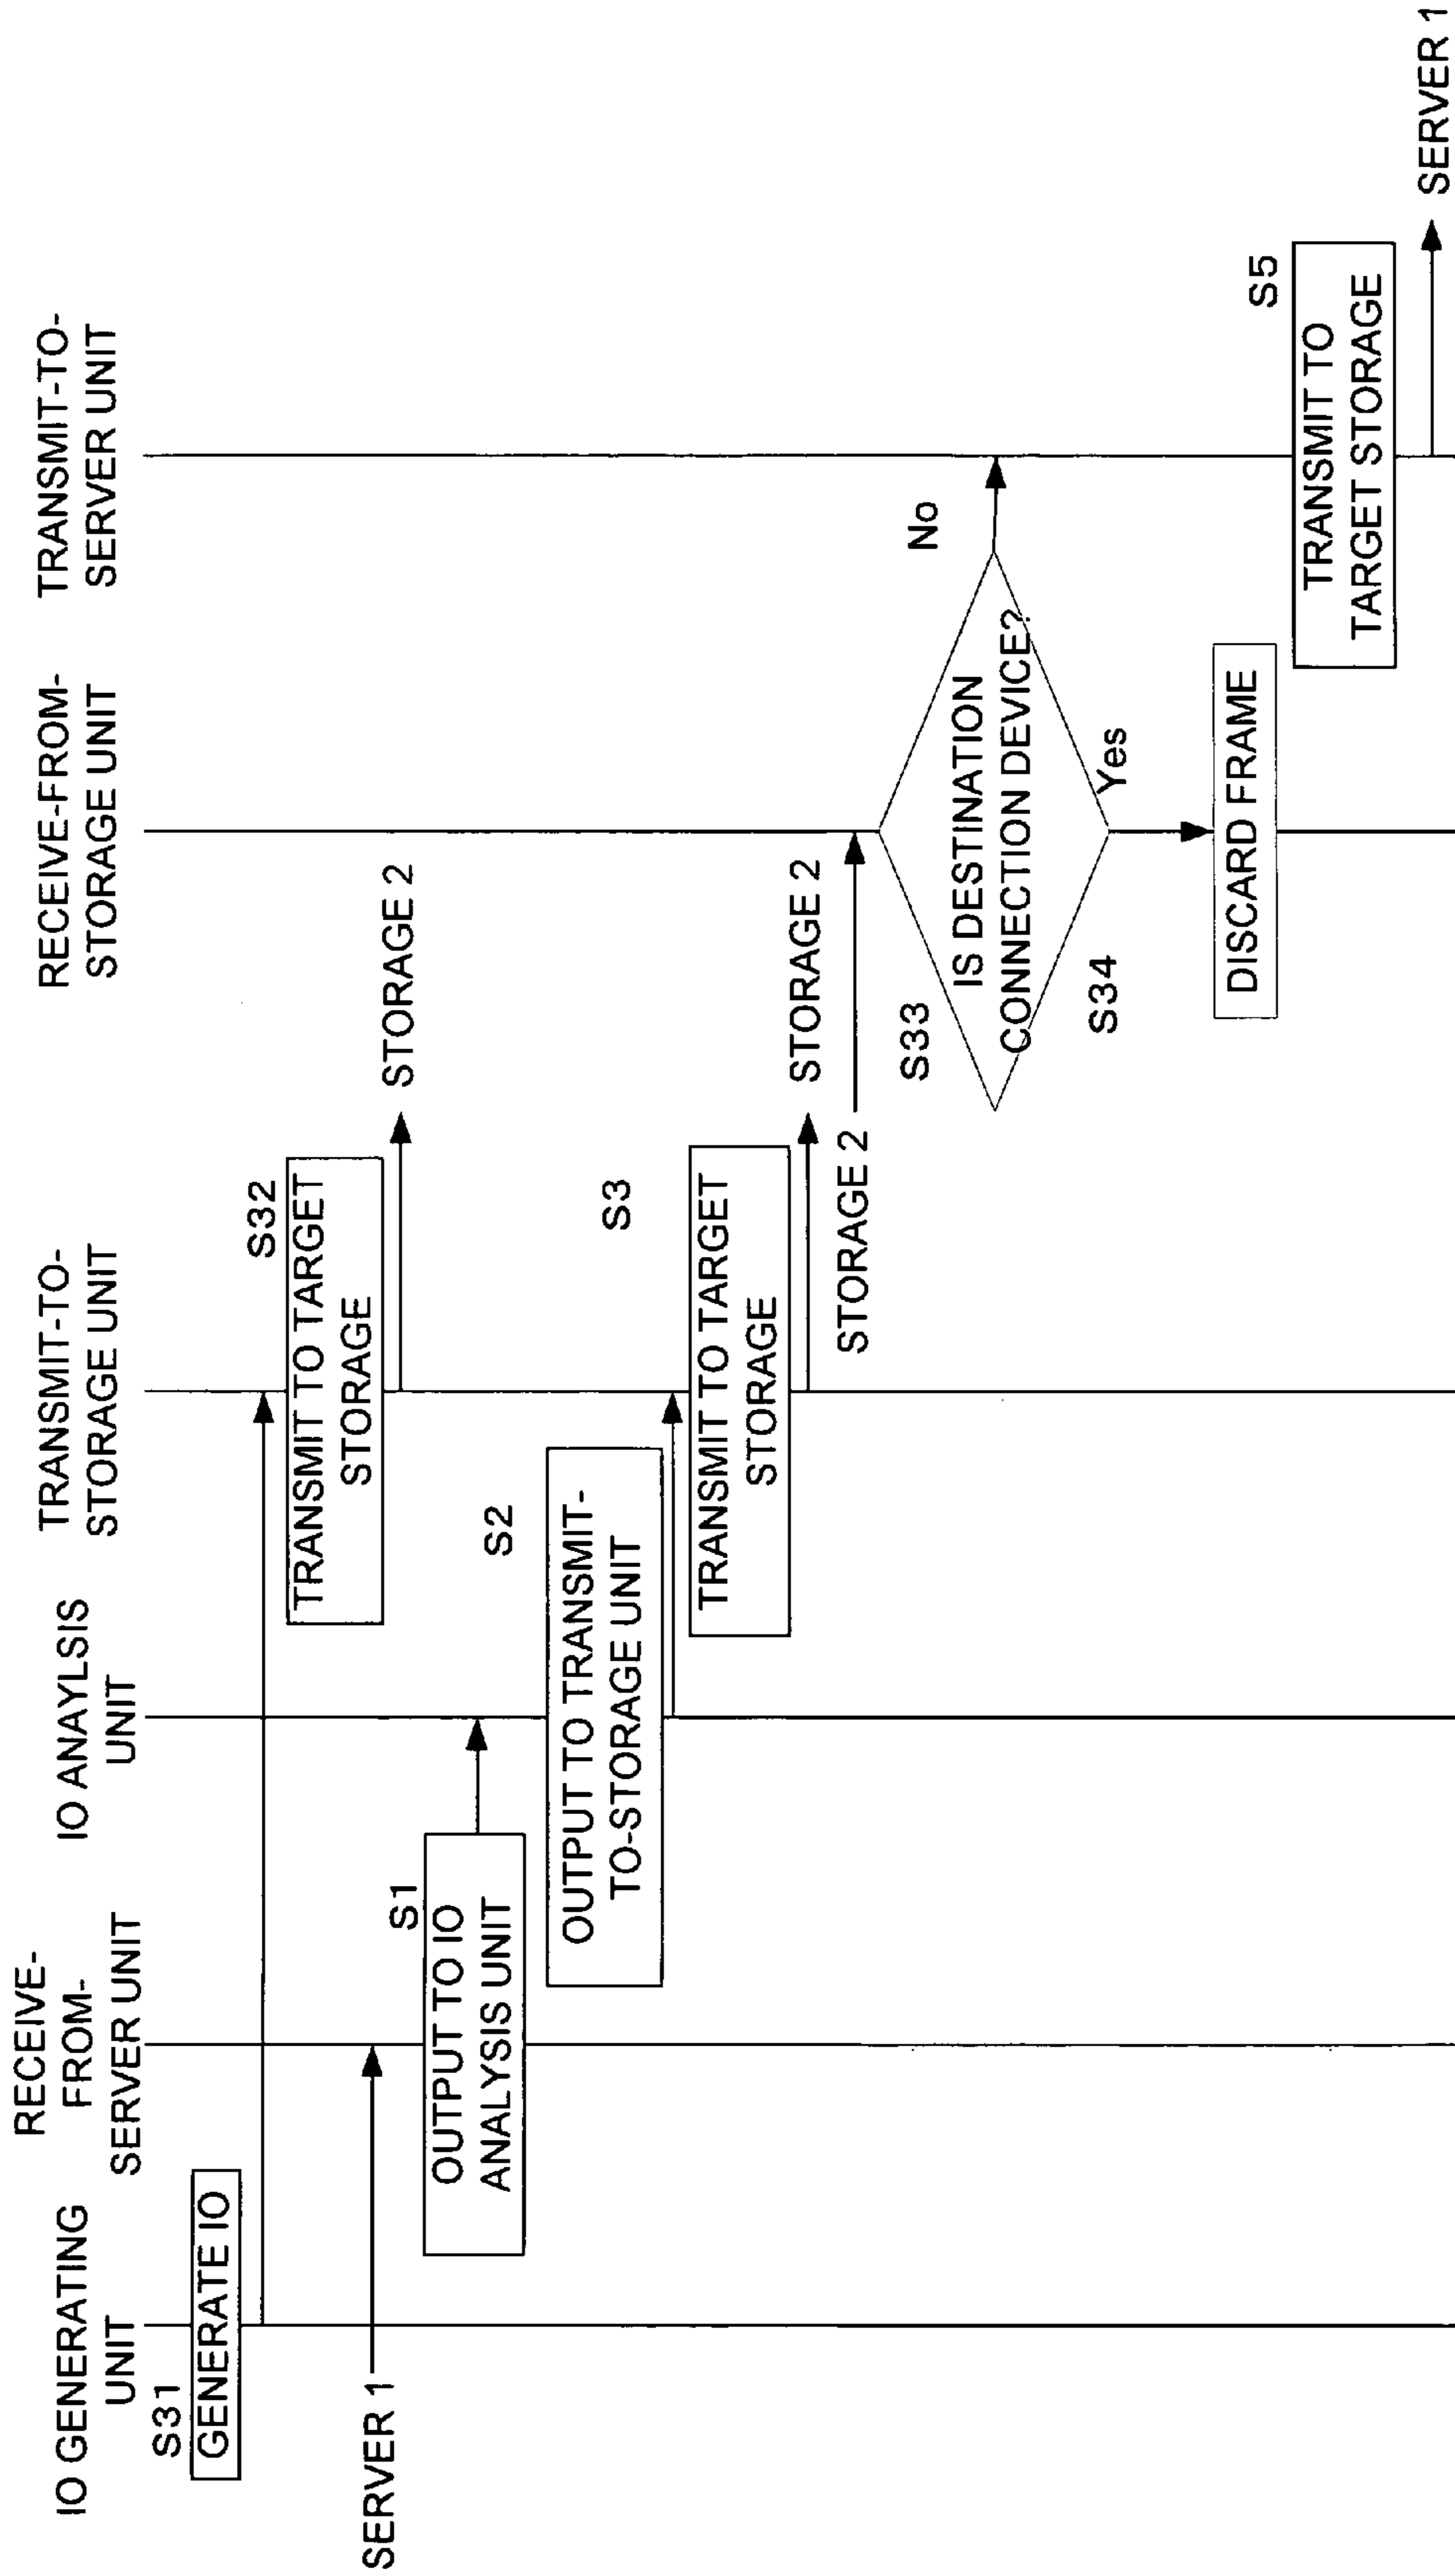 IO GENERATING
UNIT
RECEIVE-
FROM-
SERVER UNIT
IO ANAYLSIS
UNIT
TRANSMIT-TO-
STORAGE UNIT
RECEIVE-FROM-
STORAGE UNIT
TRANSMIT-TO-
SERVER UNIT
S31
GENERATE IO
S32
TRANSMIT TO TARGET
STORAGE
SERVER 1
STORAGE 2
S1
OUTPUT TO IO
ANALYSIS UNIT
S2
OUTPUT TO TRANSMIT-
TO-STORAGE UNIT
S3
TRANSMIT TO TARGET
STORAGE
STORAGE 2
STORAGE 2
S33
IS DESTINATION
CONNECTION DEVICE?
No
S34
Yes
DISCARD FRAME
S5
TRANSMIT TO
TARGET STORAGE
SERVER 1